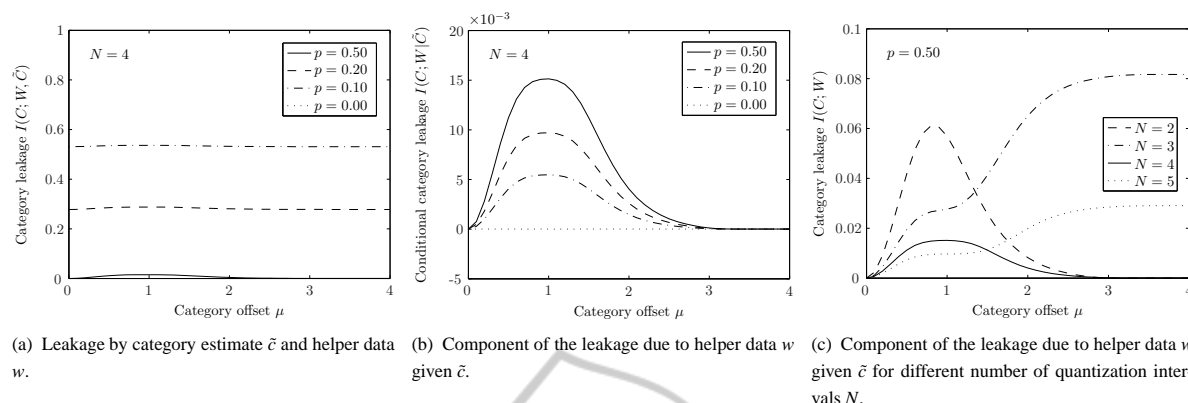 1
0.8
0.6
0.4
0.2
0
0 1 2 3 4
Category leakage I(C; W, C̃)
Category offset μ
N = 4
p = 0.50
p = 0.20
p = 0.10
p = 0.00
(a) Leakage by category estimate c̃ and helper data
w.
×10⁻³
20
15
10
5
0
-5
0 1 2 3 4
Conditional category leakage I(C; W|C̃)
Category offset μ
N = 4
p = 0.50
p = 0.20
p = 0.10
p = 0.00
(b) Component of the leakage due to helper data w
given c̃.
0.1
0.08
0.06
0.04
0.02
0
0 1 2 3 4
Category leakage I(C; W)
Category offset μ
p = 0.50
N = 2
N = 3
N = 4
N = 5
(c) Component of the leakage due to helper data w
given c̃ for different number of quantization inter-
vals N.